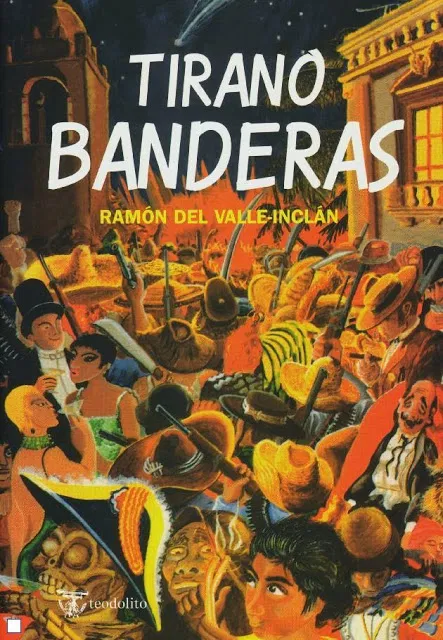 TIRANO
BANDERAS
RAMÓN DEL VALLE-INCLÁN
teodolito